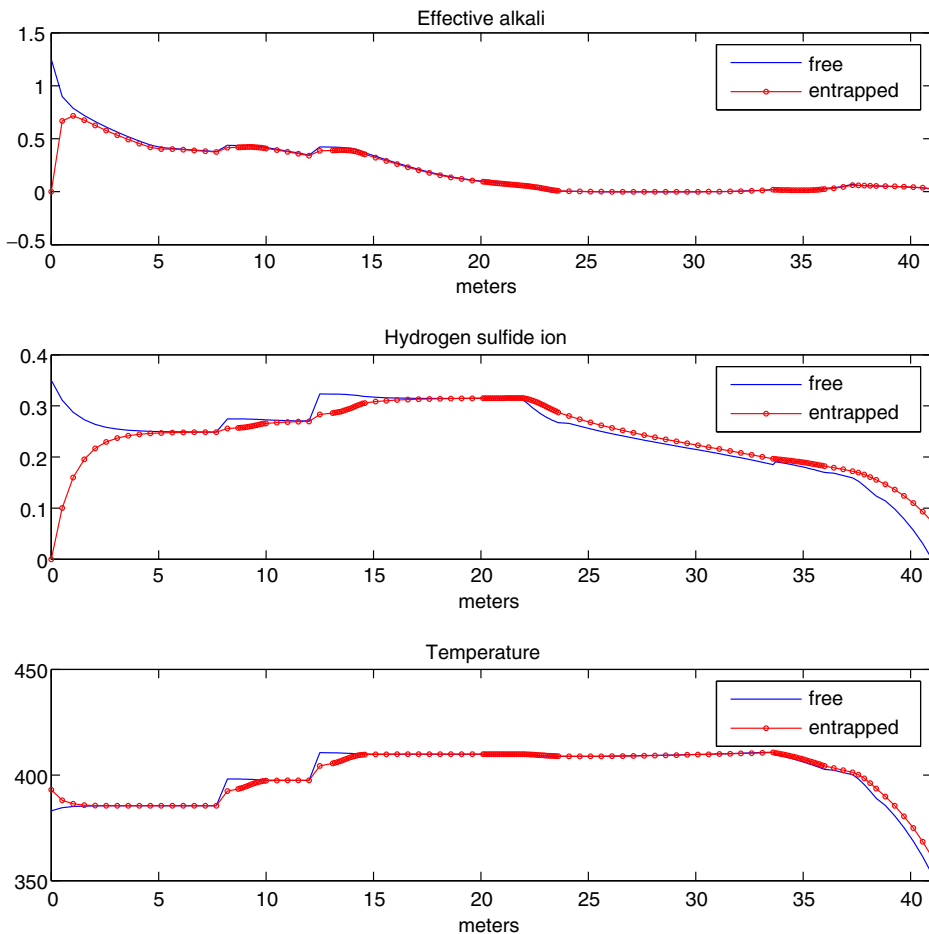 Effective alkali
1.5
1
0.5
0
−0.5
free
entrapped
0 5 10 15 20 25 30 35 40
meters
Hydrogen sulfide ion
0.4
0.3
0.2
0.1
0
free
entrapped
0 5 10 15 20 25 30 35 40
meters
Temperature
450
400
350
free
entrapped
0 5 10 15 20 25 30 35 40
meters